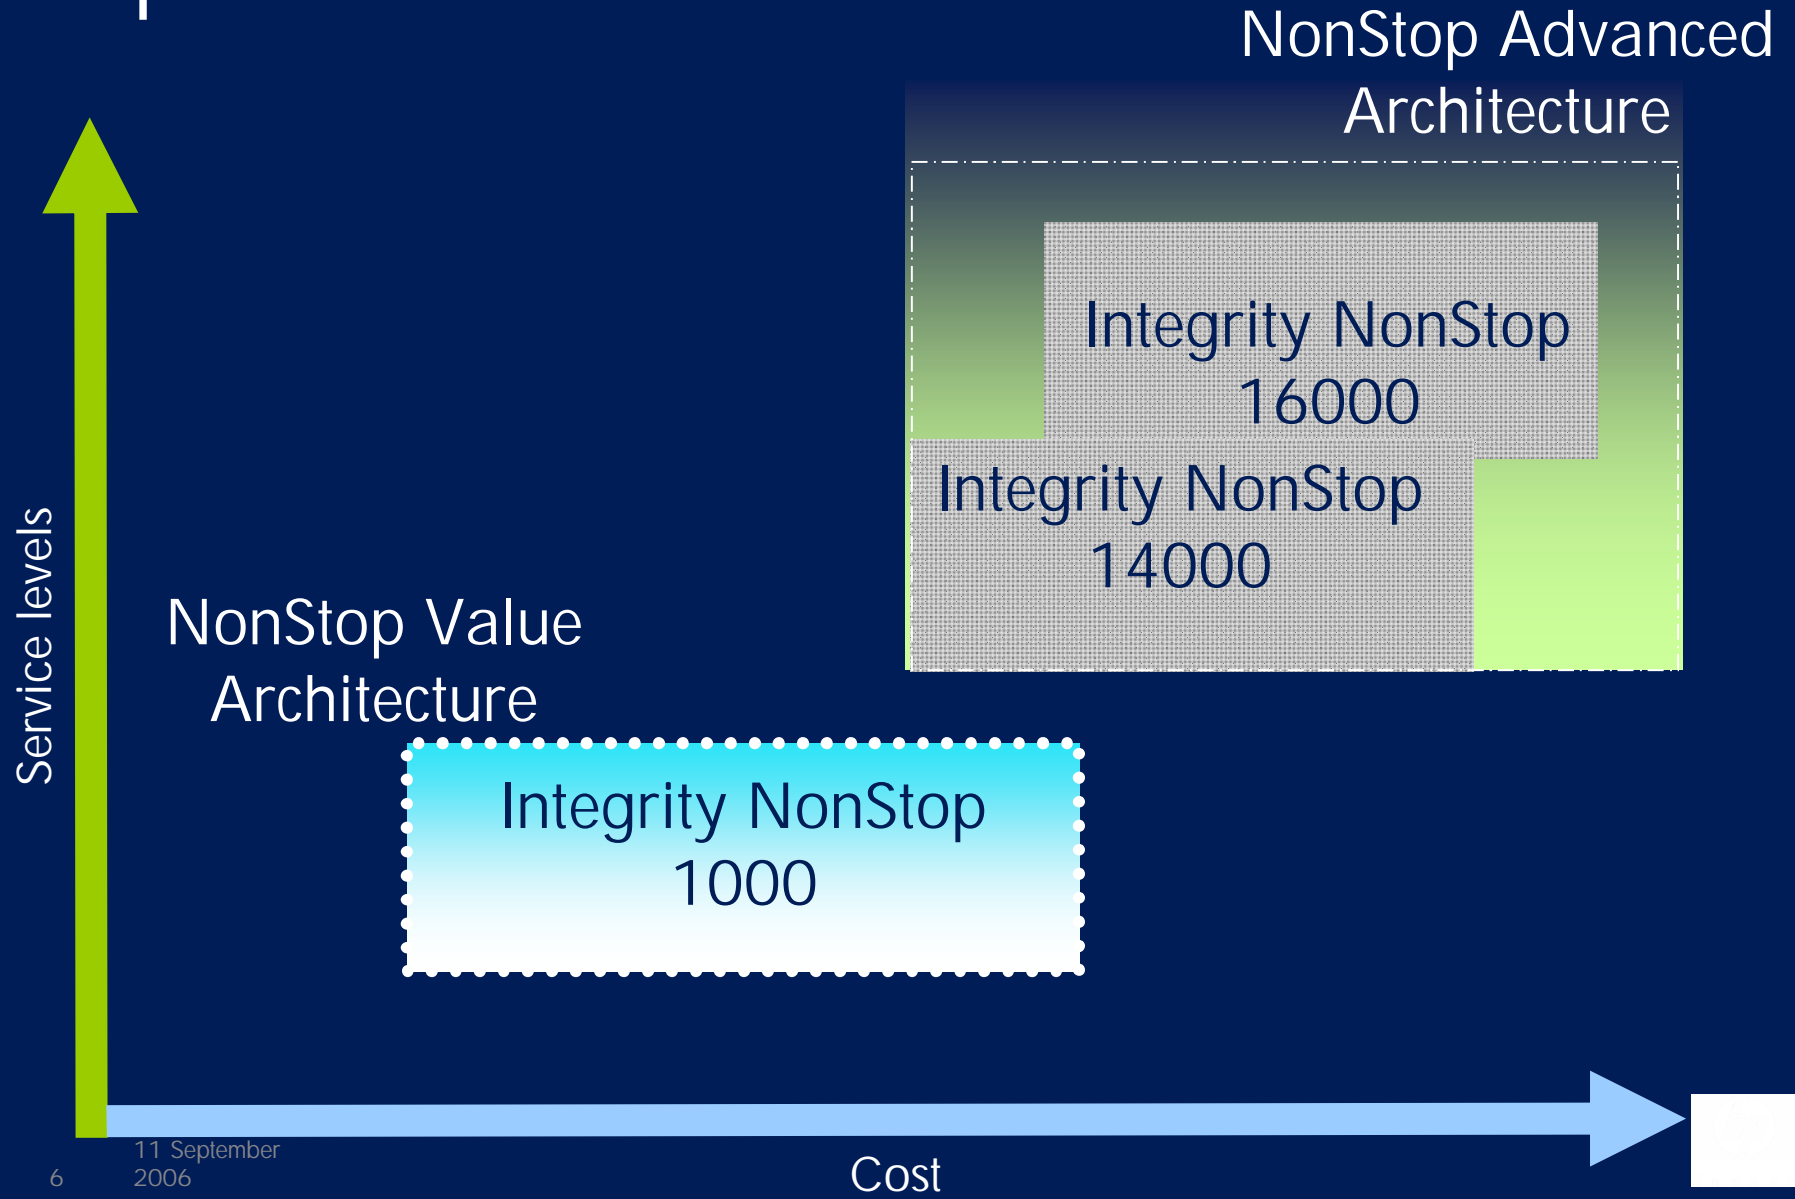 NonStop Advanced
Architecture
Integrity NonStop
16000
Integrity NonStop
14000
Service levels
NonStop Value
Architecture
Integrity NonStop
1000
11 September
2006
6
Cost